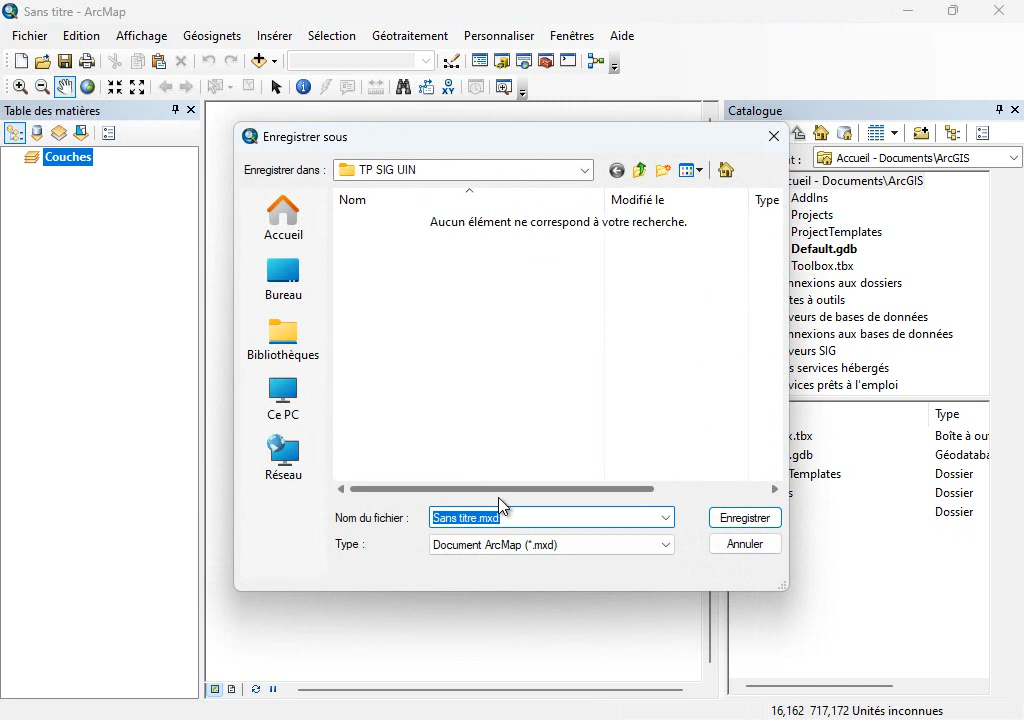 Sans titre - ArcMap
Fichier Edition Affichage Géosignets Insérer Sélection Géotraitement Personnaliser Fenêtres Aide
Table des matières
Couches
Catalogue
t : Accueil - Documents\ArcGIS
cueil - Documents\ArcGIS
AddIns
Projects
ProjectTemplates
Default.gdb
Toolbox.tbx
nnexions aux dossiers
tes à outils
veurs de bases de données
nnexions aux bases de données
veurs SIG
s services hébergés
vices prêts à l'emploi
Type
x.tbx Boîte à ou
.gdb Géodataba
Templates Dossier
s Dossier
Dossier
Enregistrer sous
Enregistrer dans : TP SIG UIN
Nom Modifié le Type
Aucun élément ne correspond à votre recherche.
Accueil
Bureau
Bibliothèques
Ce PC
Réseau
Nom du fichier : Sans titre.mxd Enregistrer
Type : Document ArcMap (*.mxd) Annuler
16,162 717,172 Unités inconnues